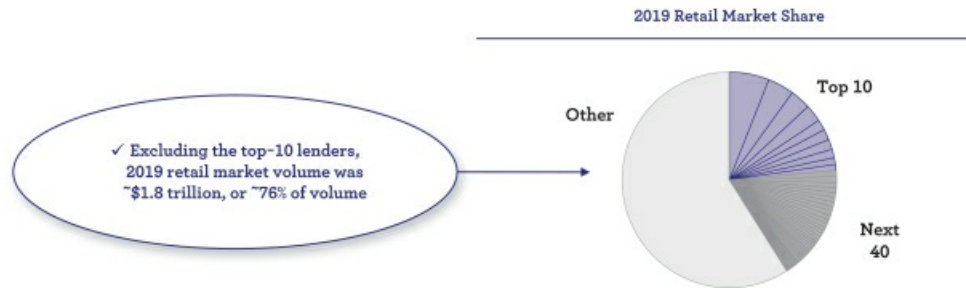 2019 Retail Market Share
Other
Top 10
✓ Excluding the top-10 lenders,
2019 retail market volume was
~$1.8 trillion, or ~76% of volume
Next
40